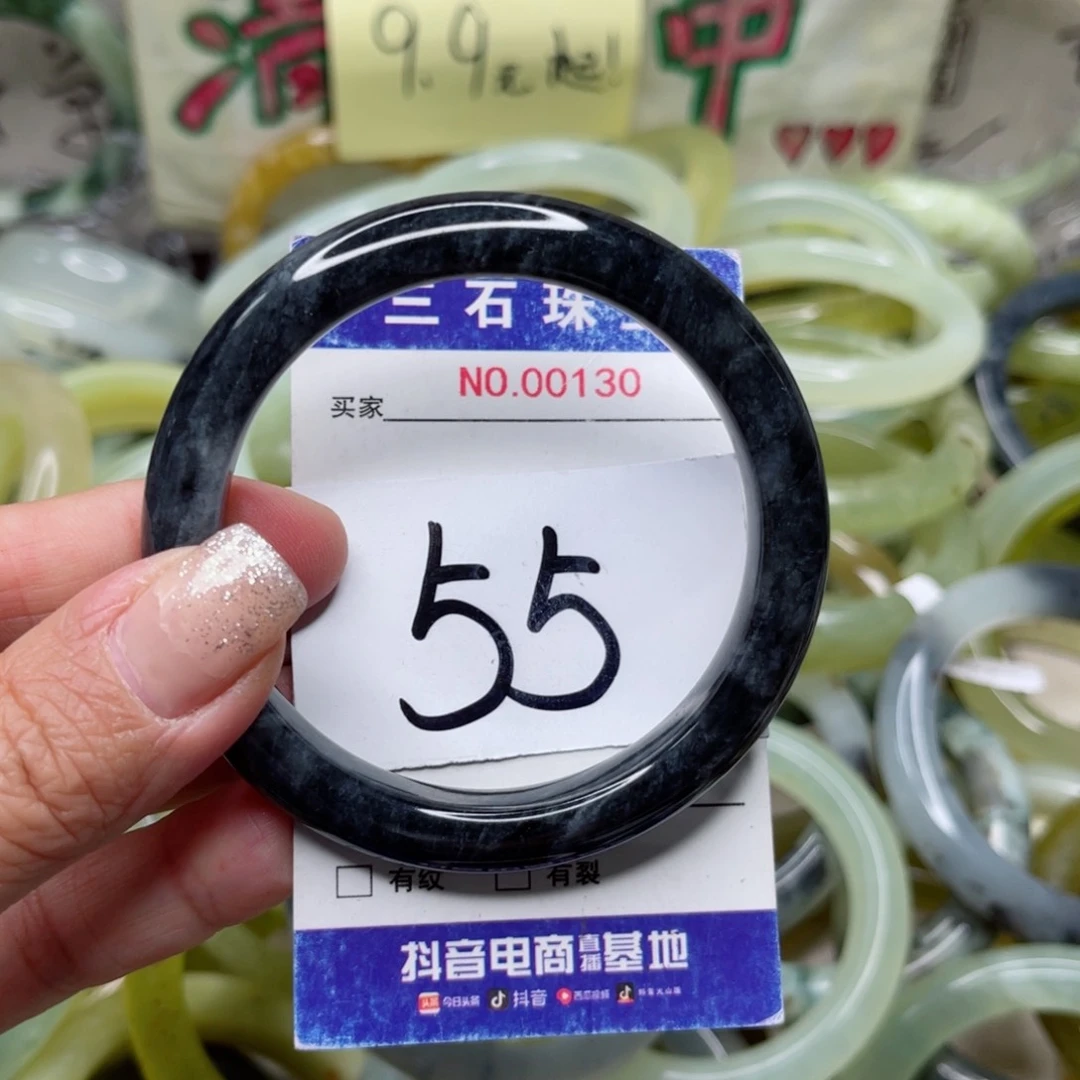 清 中
9.9元起!
三石珠
NO.00130
买家
55
有纹 有裂
抖音电商直播基地
今日头条 抖音 西瓜视频 抖音火山版